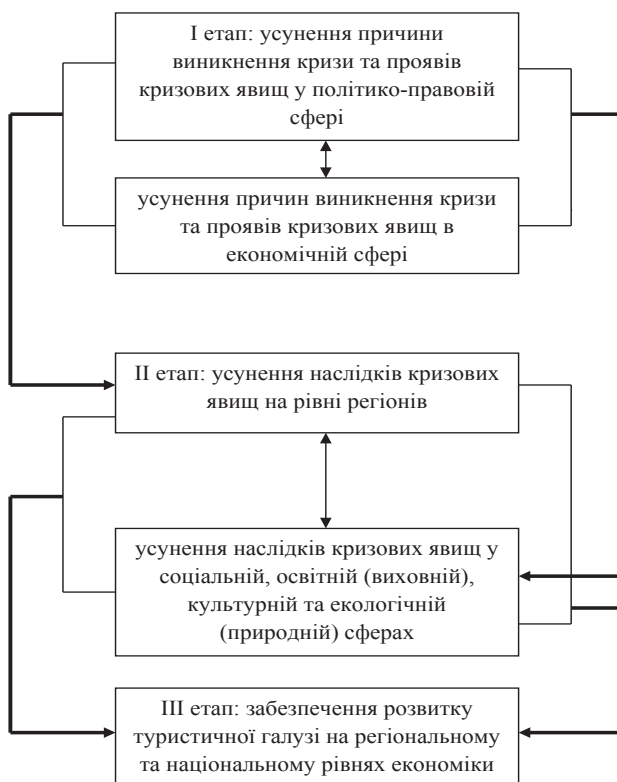 І етап: усунення причини
виникнення кризи та проявів
кризових явищ у політико-правовій
сфері
усунення причин виникнення кризи
та проявів кризових явищ в
економічній сфері
ІІ етап: усунення наслідків кризових
явищ на рівні регіонів
усунення наслідків кризових явищ у
соціальній, освітній (виховній),
культурній та екологічній
(природній) сферах
ІІІ етап: забезпечення розвитку
туристичної галузі на регіональному
та національному рівнях економіки